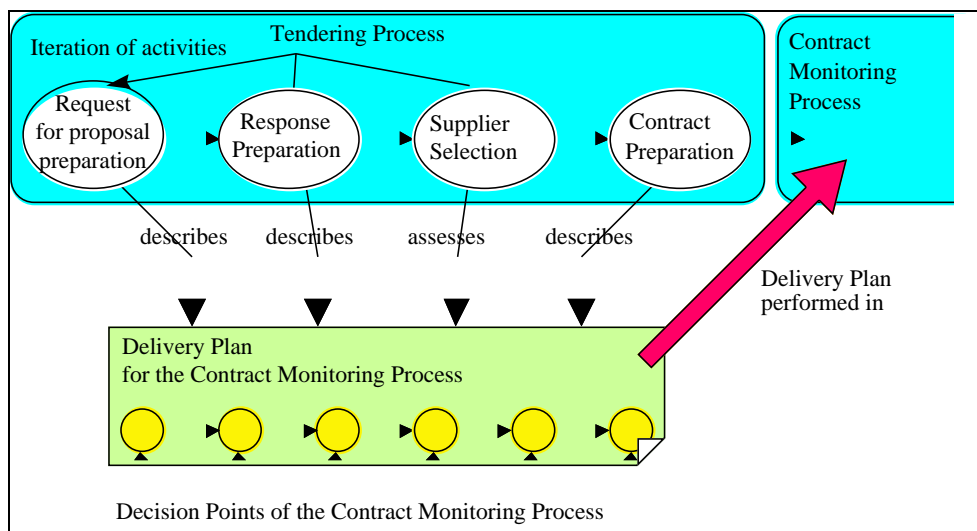 Tendering Process
Iteration of activities
Request
for proposal
preparation
Response
Preparation
Supplier
Selection
Contract
Preparation
Contract
Monitoring
Process
describes
describes
assesses
describes
Delivery Plan
performed in
Delivery Plan
for the Contract Monitoring Process
Decision Points of the Contract Monitoring Process